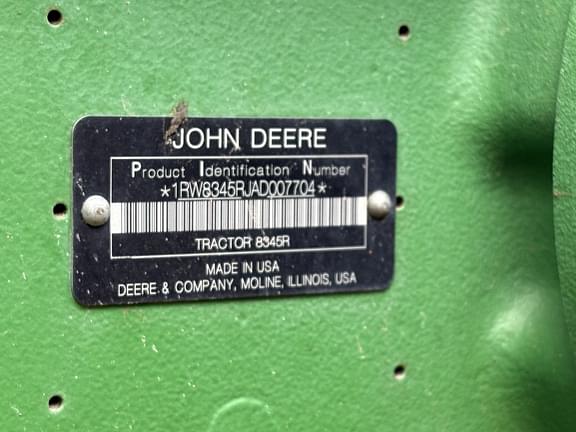 JOHN DEERE
Product Identification Number
*1RW8345RJAD007704*
TRACTOR 8345R
MADE IN USA
DEERE & COMPANY, MOLINE, ILLINOIS, USA